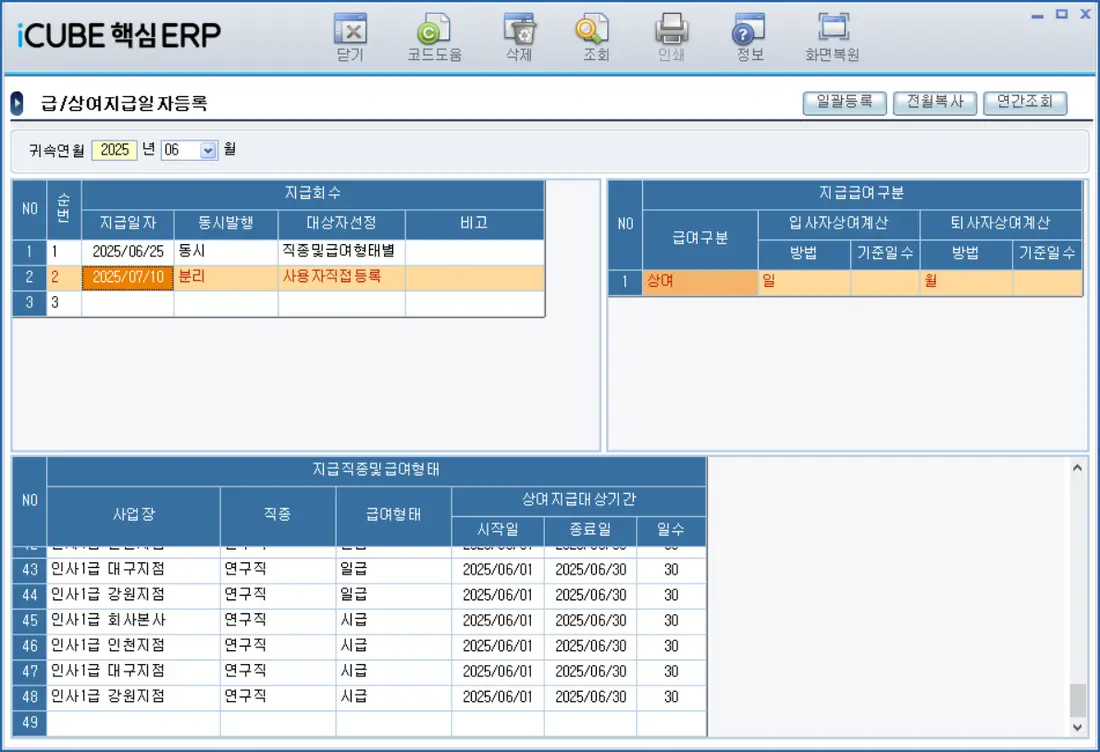 iCUBE 핵심ERP
닫기 코드도움 삭제 조회 인쇄 정보 화면복원
급/상여지급일자등록
일괄등록 전월복사 연간조회
귀속연월 2025 년 06 월
NO 순번 지급회수
지급일자 동시발행 대상자선정 비고
1 1 2025/06/25 동시 직종및급여형태별
2 2 2025/07/10 분리 사용자직접등록
3 3
NO 지급급여구분
급여구분 입사자상여계산 퇴사자상여계산
방법 기준일수 방법 기준일수
1 상여 일 월
NO 지급직종및급여형태
사업장 직종 급여형태 상여지급대상기간
시작일 종료일 일수
43 인사1급 대구지점 연구직 일급 2025/06/01 2025/06/30 30
44 인사1급 강원지점 연구직 일급 2025/06/01 2025/06/30 30
45 인사1급 회사본사 연구직 시급 2025/06/01 2025/06/30 30
46 인사1급 인천지점 연구직 시급 2025/06/01 2025/06/30 30
47 인사1급 대구지점 연구직 시급 2025/06/01 2025/06/30 30
48 인사1급 강원지점 연구직 시급 2025/06/01 2025/06/30 30
49